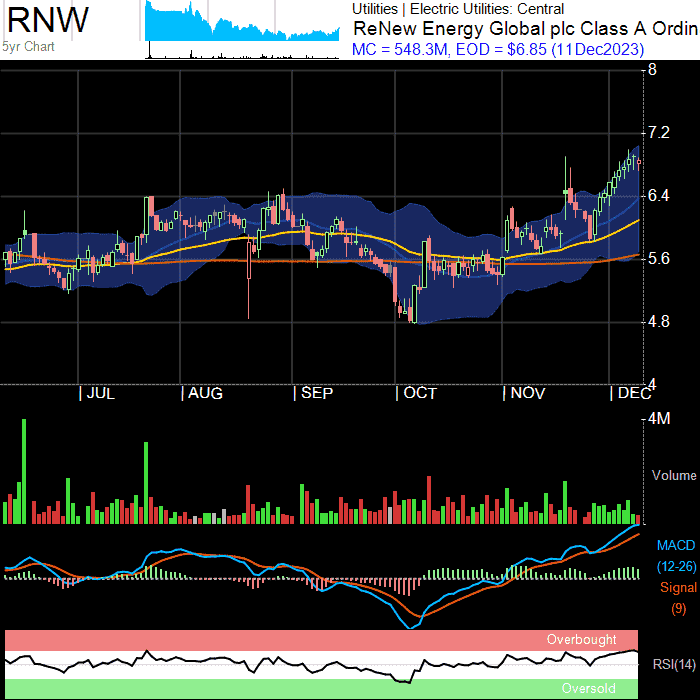 RNW
5yr Chart
Utilities | Electric Utilities: Central
ReNew Energy Global plc Class A Ordin
MC = 548.3M, EOD = $6.85 (11Dec2023)
8
7.2
6.4
5.6
4.8
4
| JUL | AUG | SEP | OCT | NOV | DEC
4M
Volume
MACD
(12-26)
Signal
(9)
Overbought
RSI(14)
Oversold